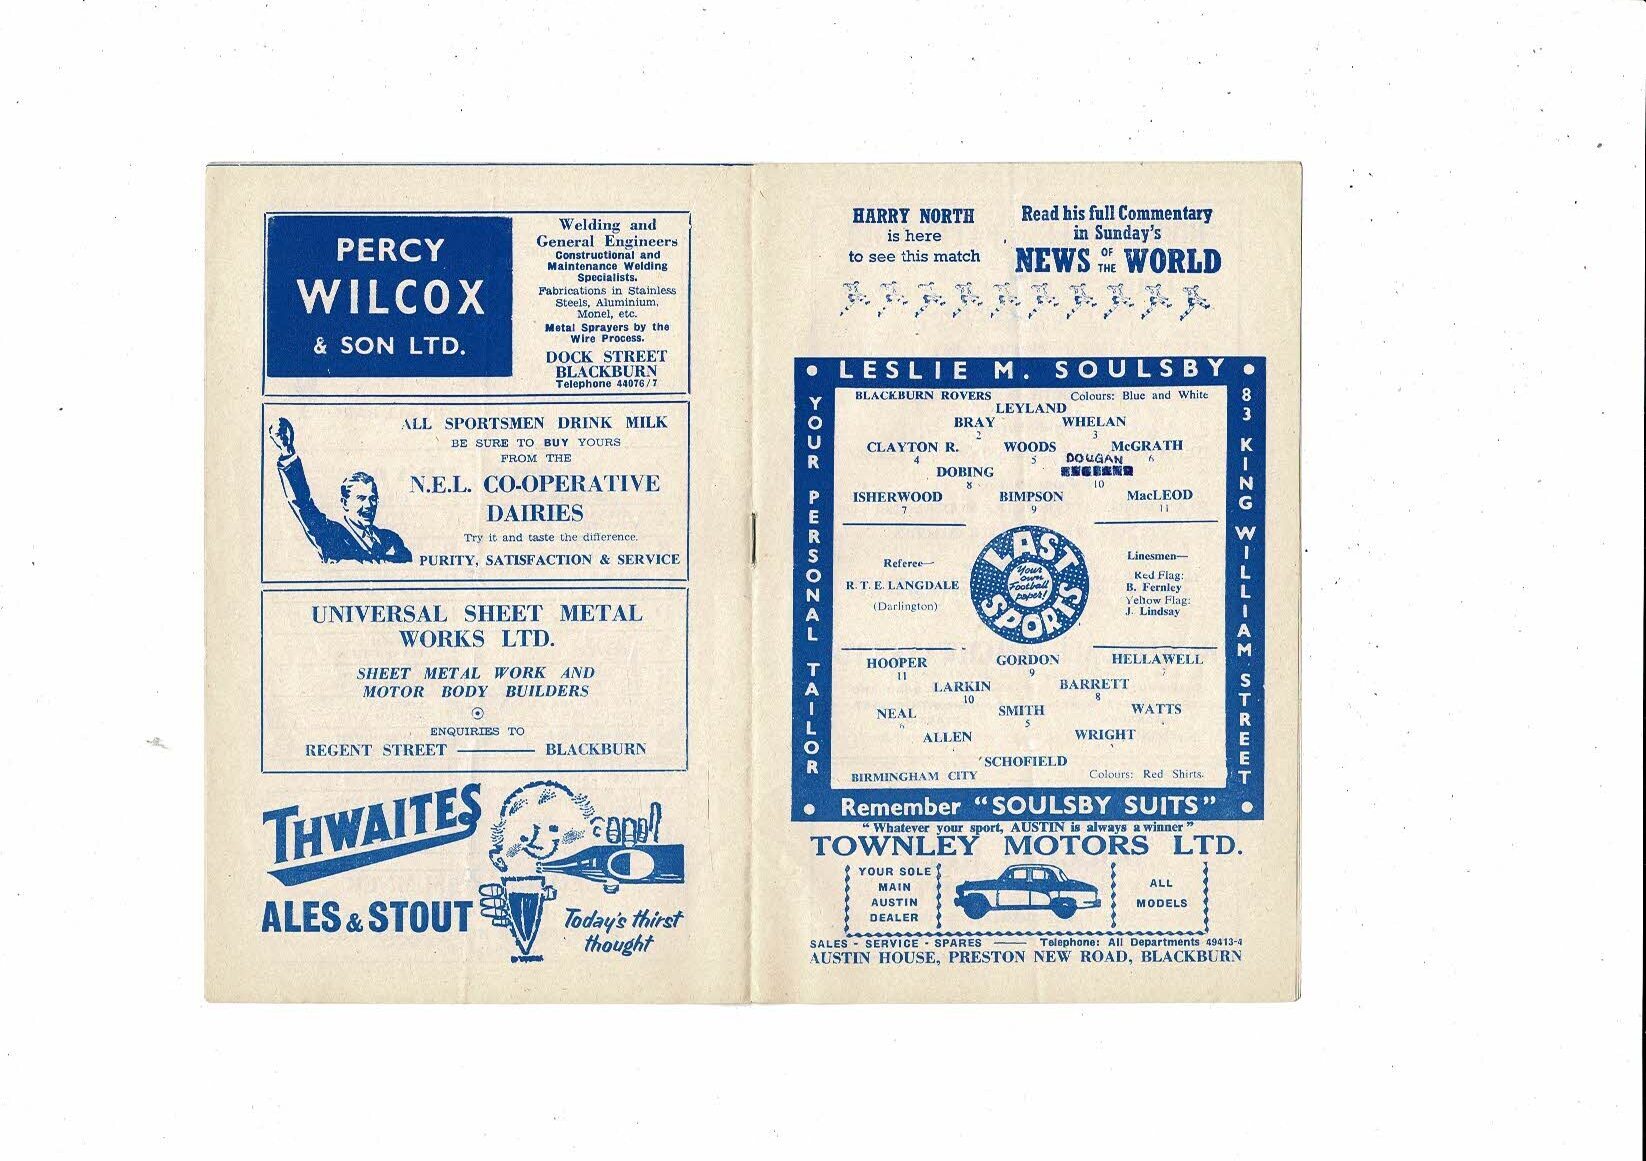 PERCY
WILCOX
& SON LTD.
Welding and
General Engineers
Constructional and
Maintenance Welding
Specialists.
Fabrications in Stainless
Steels, Aluminium,
Monel, etc.
Metal Sprayers by the
Wire Process.
DOCK STREET
BLACKBURN
Telephone 44076/7
ALL SPORTSMEN DRINK MILK
BE SURE TO BUY YOURS
FROM THE
N.E.L. CO-OPERATIVE
DAIRIES
Try it and taste the difference.
PURITY, SATISFACTION & SERVICE
UNIVERSAL SHEET METAL
WORKS LTD.
SHEET METAL WORK AND
MOTOR BODY BUILDERS
ENQUIRIES TO
REGENT STREET —— BLACKBURN
THWAITES
ALES & STOUT
Today's thirst
thought
HARRY NORTH
is here
to see this match
Read his full Commentary
in Sunday's
NEWS OF THE WORLD
• LESLIE M. SOULSBY •
YOUR PERSONAL TAILOR
83 KING WILLIAM STREET
BLACKBURN ROVERS Colours: Blue and White
LEYLAND
BRAY WHELAN
2 3
CLAYTON R. WOODS McGRATH
4 5 6
DOUGAN
DOBING
8 10
ISHERWOOD BIMPSON MacLEOD
7 9 11
Referee—
R. T. E. LANGDALE
(Darlington)
LAST SPORTS
Your
own
Football
paper!
Linesmen—
Red Flag:
B. Fernley
Yellow Flag:
J. Lindsay
HOOPER GORDON HELLAWELL
11 9 7
LARKIN BARRETT
10 8
NEAL SMITH WATTS
6 5
ALLEN WRIGHT
SCHOFIELD
BIRMINGHAM CITY Colours: Red Shirts.
• Remember "SOULSBY SUITS" •
"Whatever your sport, AUSTIN is always a winner"
TOWNLEY MOTORS LTD.
YOUR SOLE
MAIN
AUSTIN
DEALER
ALL
MODELS
SALES - SERVICE - SPARES —— Telephone: All Departments 49413-4
AUSTIN HOUSE, PRESTON NEW ROAD, BLACKBURN